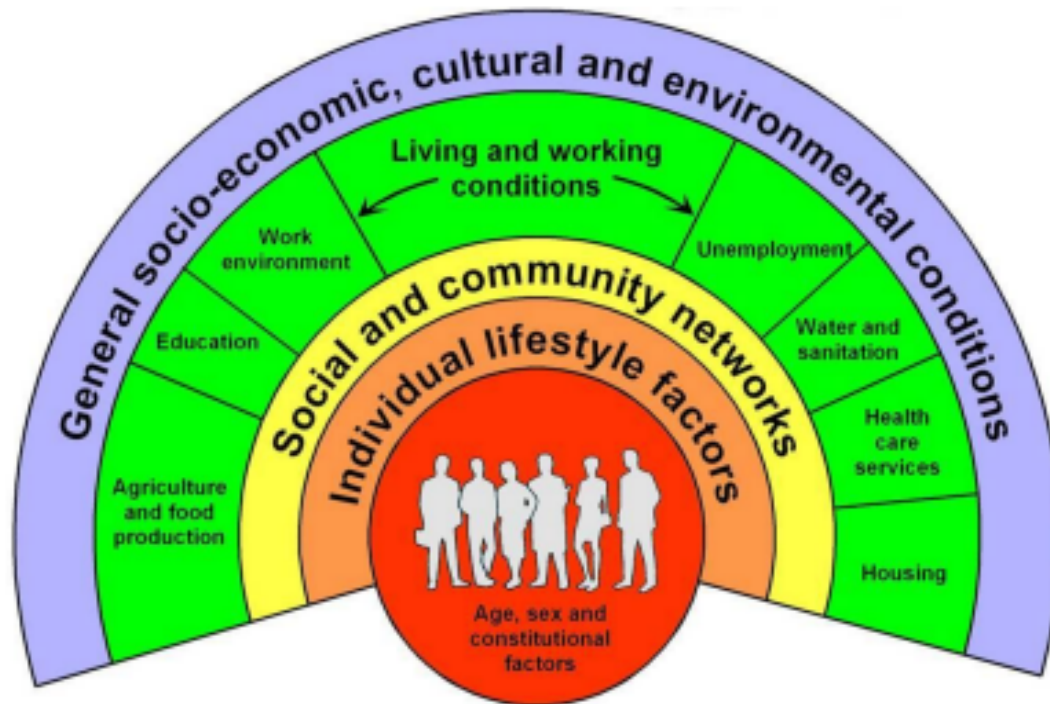 General socio-economic, cultural and environmental conditions
Living and working
conditions
Agriculture
and food
production
Education
Work
environment
Unemployment
Water and
sanitation
Health
care
services
Housing
Social and community networks
Individual lifestyle factors
Age, sex and
constitutional
factors